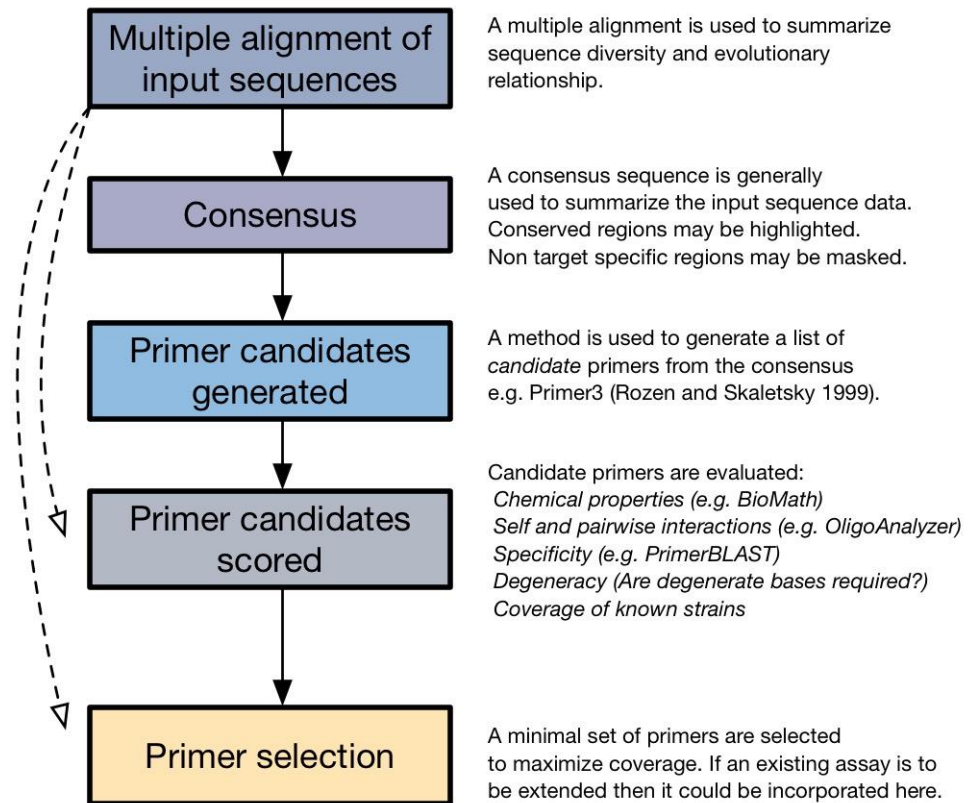 Multiple alignment of
input sequences
A multiple alignment is used to summarize
sequence diversity and evolutionary
relationship.
Consensus
A consensus sequence is generally
used to summarize the input sequence data.
Conserved regions may be highlighted.
Non target specific regions may be masked.
Primer candidates
generated
A method is used to generate a list of
candidate primers from the consensus
e.g. Primer3 (Rozen and Skaletsky 1999).
Primer candidates
scored
Candidate primers are evaluated:
Chemical properties (e.g. BioMath)
Self and pairwise interactions (e.g. OligoAnalyzer)
Specificity (e.g. PrimerBLAST)
Degeneracy (Are degenerate bases required?)
Coverage of known strains
Primer selection
A minimal set of primers are selected
to maximize coverage. If an existing assay is to
be extended then it could be incorporated here.